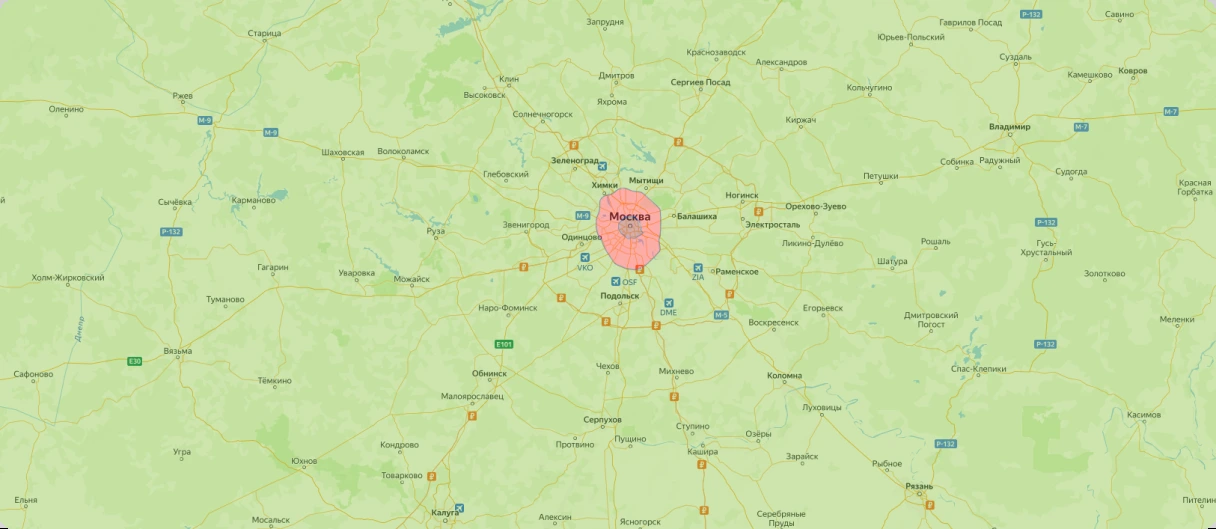 Запрудня
Р-132
Савино
Гаврилов Посад
Старица
Юрьев-Польский
Краснозаводск
Суздаль
Александров
Камешково
Ковров
Клин
Дмитров
Сергиев Посад
Кольчугино
Высоковск
Ржев
Яхрома
Оленино
М-9
М-9
Солнечногорск
Киржач
М-7
М-7
Владимир
Шаховская
Волоколамск
Зеленоград
Собинка
Радужный
Судогда
Глебовский
Химки
Мытищи
Петушки
Красная
Горбатка
й
Сычёвка
Карманово
Ногинск
Орехово-Зуево
М-9
Москва
Балашиха
Электросталь
Р-132
Р-132
Руза
Звенигород
Одинцово
Ликино-Дулёво
Рошаль
Гусь-
Хрустальный
VKO
Шатура
Холм-Жирковский
Гагарин
Уваровка
Можайск
ZIA
Раменское
Золотково
OSF
Туманово
Подольск
Наро-Фоминск
DME
М-5
Егорьевск
Воскресенск
Дмитровский
Погост
Меленки
Днепр
E101
Р-132
Вязьма
E30
Сафоново
Тёмкино
Обнинск
Чехов
Михнево
Коломна
Спас-Клепики
Малоярославец
Луховицы
Касимов
Серпухов
Ступино
Озёры
Р-132
Кондрово
Протвино
Пущино
Кашира
Зарайск
Угра
Юхнов
Рыбное
Товарково
Рязань
Ельня
Пителин
Мосальск
Калуга
Алексин
Ясногорск
Серебряные
Пруды